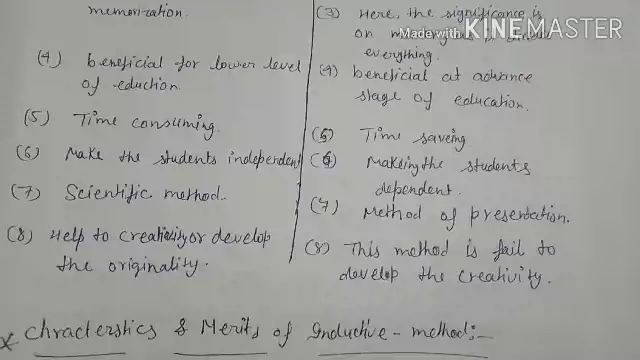 memorization.
(4) beneficial for lower level
of eduction.
(5) Time consuming.
(6) Make the students independent
(7) Scientific method.
(8) Help to creativity or develop
the originality.
(3) Here, the significance is
on
everything.
(4) beneficial at advance
stage of education.
(5) Time saveing
(6) Making the students
dependent.
(7) Method of presentation.
(8) This method is fail to
develop the creativity.
Made with KINEMASTER
x Chracterstics & Merits of Inductive - method:-